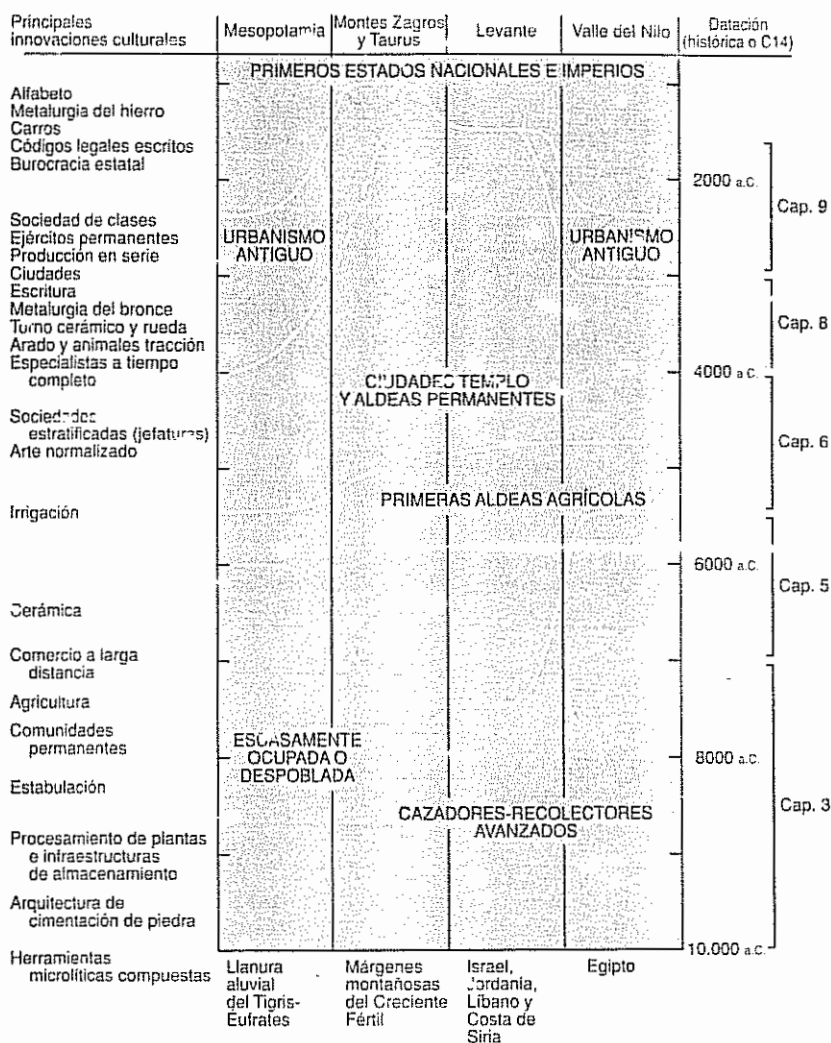 Principales
innovaciones culturales
Mesopotamia
Montes Zagros
y Taurus
Levante
Valle del Nilo
Datación
(histórica o C14)
PRIMEROS ESTADOS NACIONALES E IMPERIOS
Alfabeto
Metalurgia del hierro
Carros
Códigos legales escritos
Burocracia estatal
2000 a.C.
Cap. 9
Sociedad de clases
Ejércitos permanentes
Producción en serie
Ciudades
Escritura
Metalurgia del bronce
Torno cerámico y rueda
Arado y animales tracción
Especialistas a tiempo
completo
URBANISMO
ANTIGUO
URBANISMO
ANTIGUO
Cap. 8
4000 a.C.
CIUDADES TEMPLO
Y ALDEAS PERMANENTES
Sociedades
estratificadas (jefaturas)
Arte normalizado
Cap. 6
PRIMERAS ALDEAS AGRÍCOLAS
Irrigación
6000 a.C.
Cap. 5
Cerámica
Comercio a larga
distancia
Agricultura
Comunidades
permanentes
ESCASAMENTE
OCUPADA O
DESPOBLADA
8000 a.C.
Estabulación
Cap. 3
CAZADORES-RECOLECTORES
AVANZADOS
Procesamiento de plantas
e infraestructuras
de almacenamiento
Arquitectura de
cimentación de piedra
10.000 a.C.
Herramientas
microlíticas compuestas
Llanura
aluvial
del Tigris-
Éufrates
Márgenes
montañosas
del Creciente
Fértil
Israel,
Jordania,
Líbano y
Costa de
Siria
Egipto